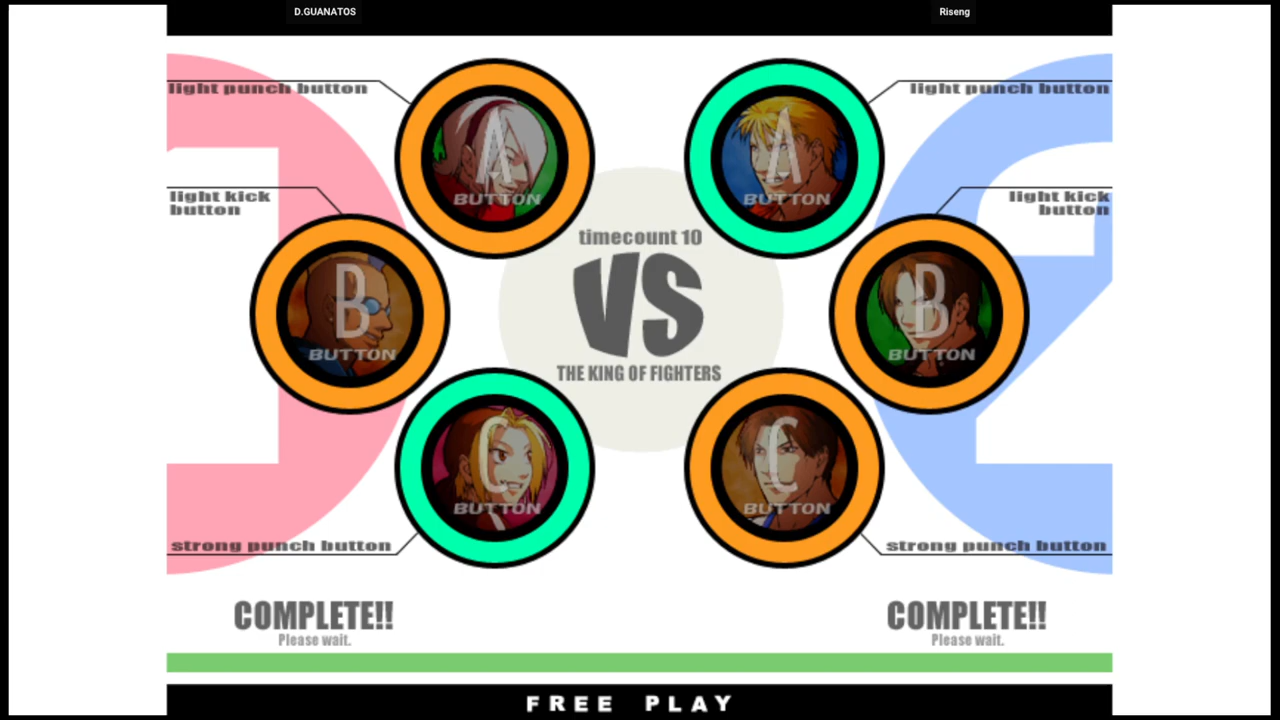 D.GUANATOS
Riseng
light punch button
light punch button
A
BUTTON
A
BUTTON
light kick
button
light kick
button
timecount 10
VS
THE KING OF FIGHTERS
B
BUTTON
B
BUTTON
C
BUTTON
C
BUTTON
strong punch button
strong punch button
COMPLETE!!
Please wait.
COMPLETE!!
Please wait.
FREE PLAY